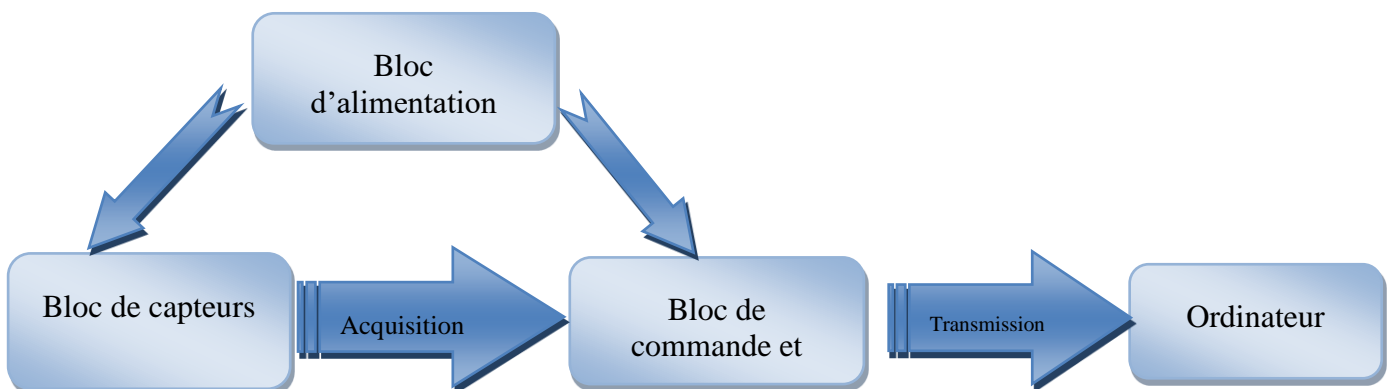 Bloc
d’alimentation
Bloc de capteurs
Acquisition
Bloc de
commande et
Transmission
Ordinateur